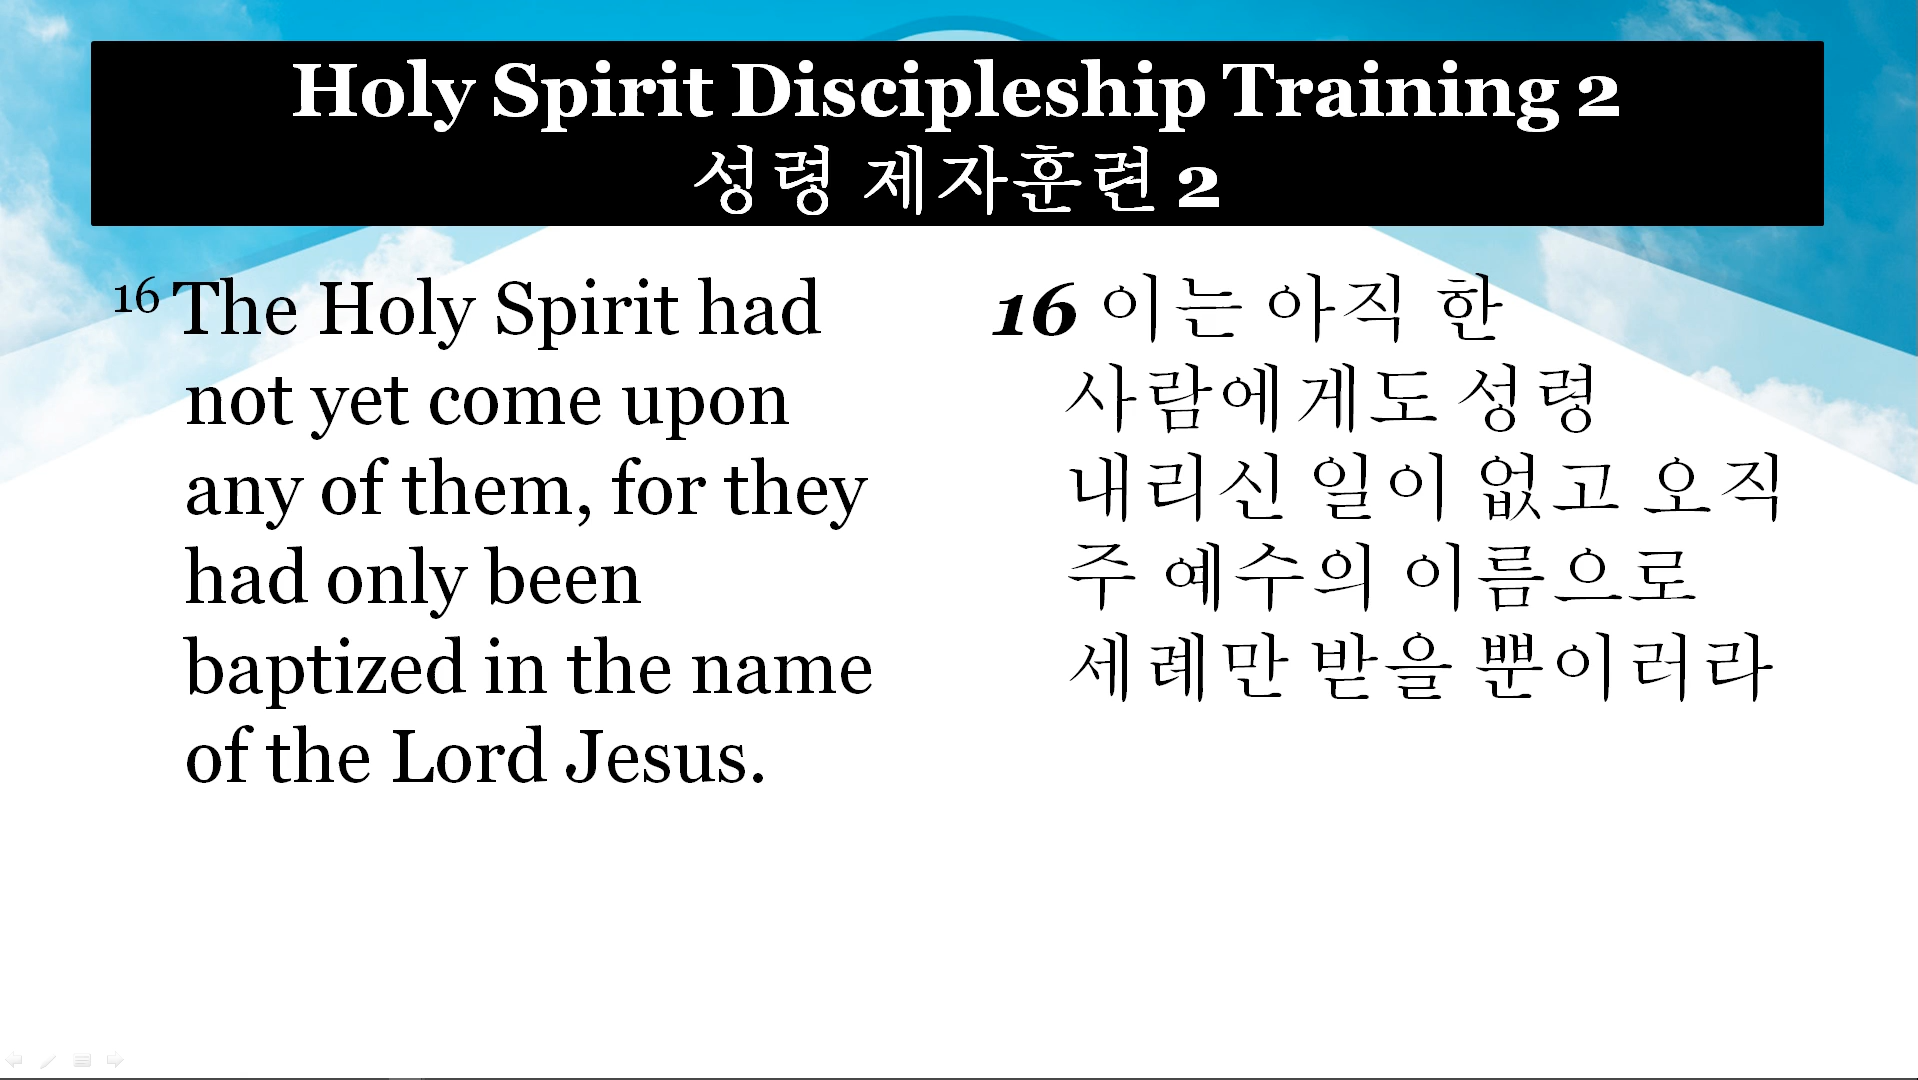 Holy Spirit Discipleship Training 2
성령 제자훈련 2
16 The Holy Spirit had
not yet come upon
any of them, for they
had only been
baptized in the name
of the Lord Jesus.
16 이는 아직 한
사람에게도 성령
내리신 일이 없고 오직
주 예수의 이름으로
세례만 받을 뿐이러라